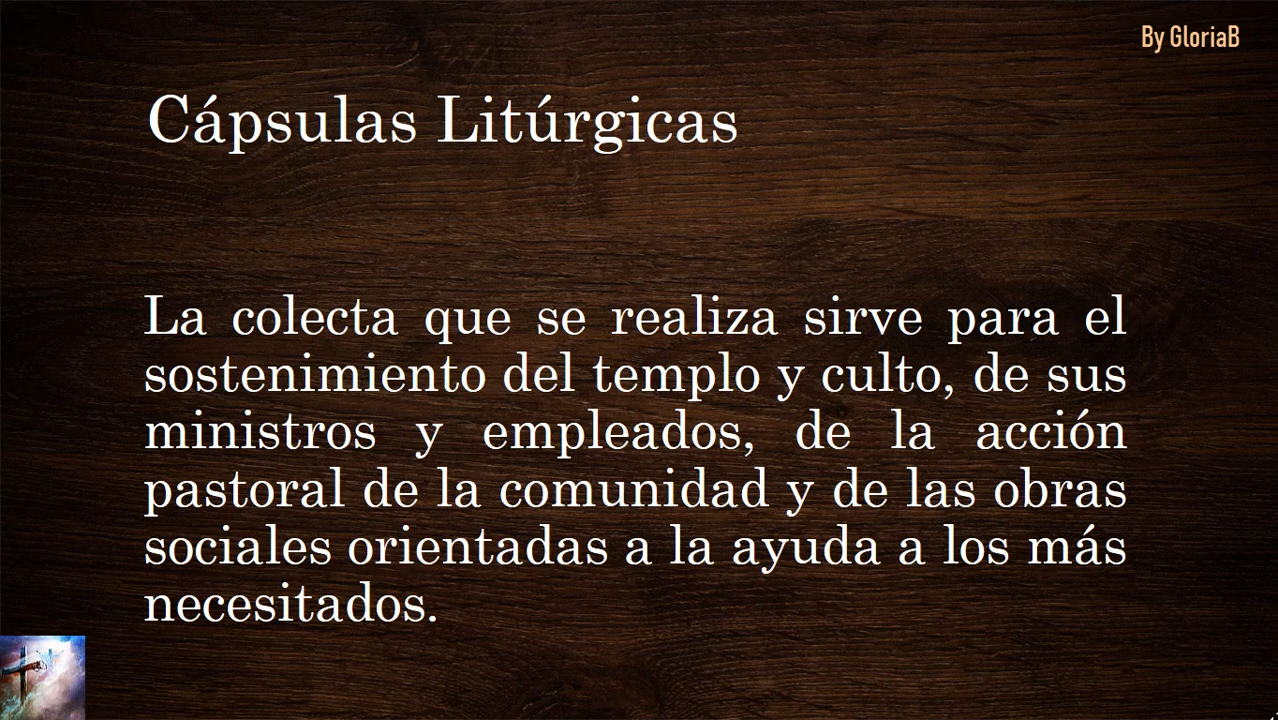 By GloriaB
Cápsulas Litúrgicas
La colecta que se realiza sirve para el
sostenimiento del templo y culto, de sus
ministros y empleados, de la acción
pastoral de la comunidad y de las obras
sociales orientadas a la ayuda a los más
necesitados.